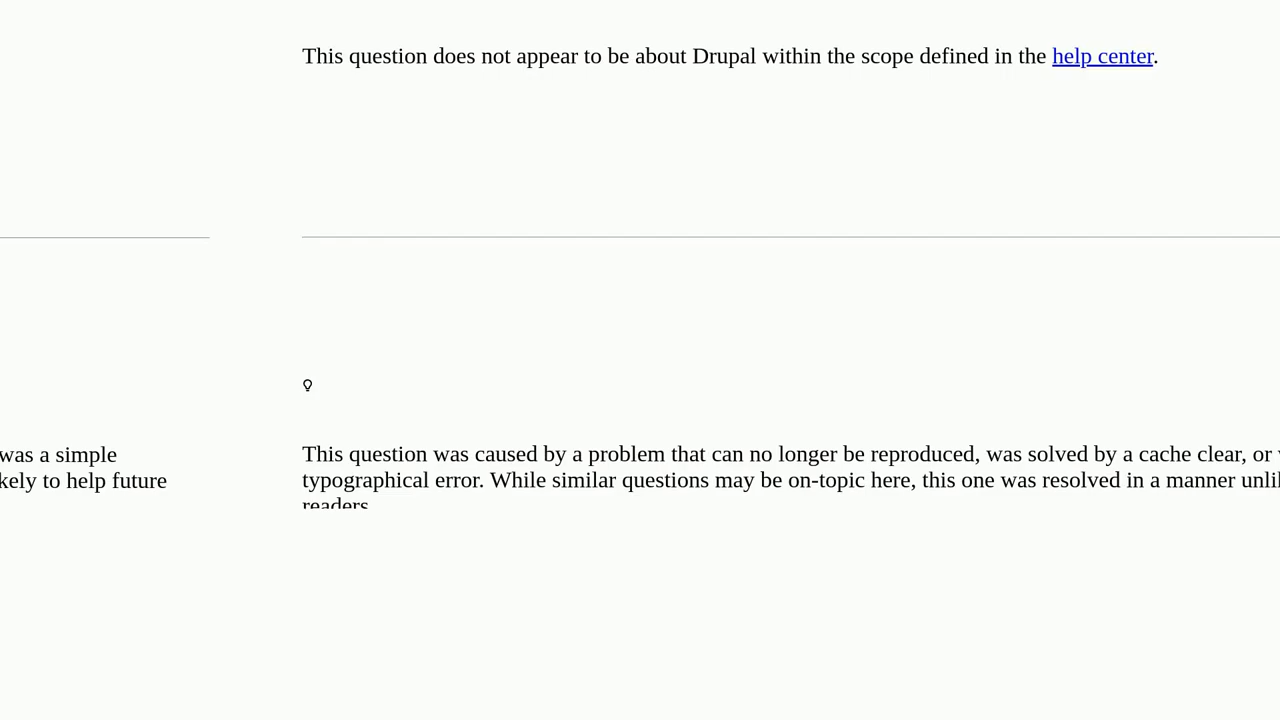 This question does not appear to be about Drupal within the scope defined in the help center.
was a simple
kely to help future
This question was caused by a problem that can no longer be reproduced, was solved by a cache clear, or
typographical error. While similar questions may be on-topic here, this one was resolved in a manner unlik
readers.